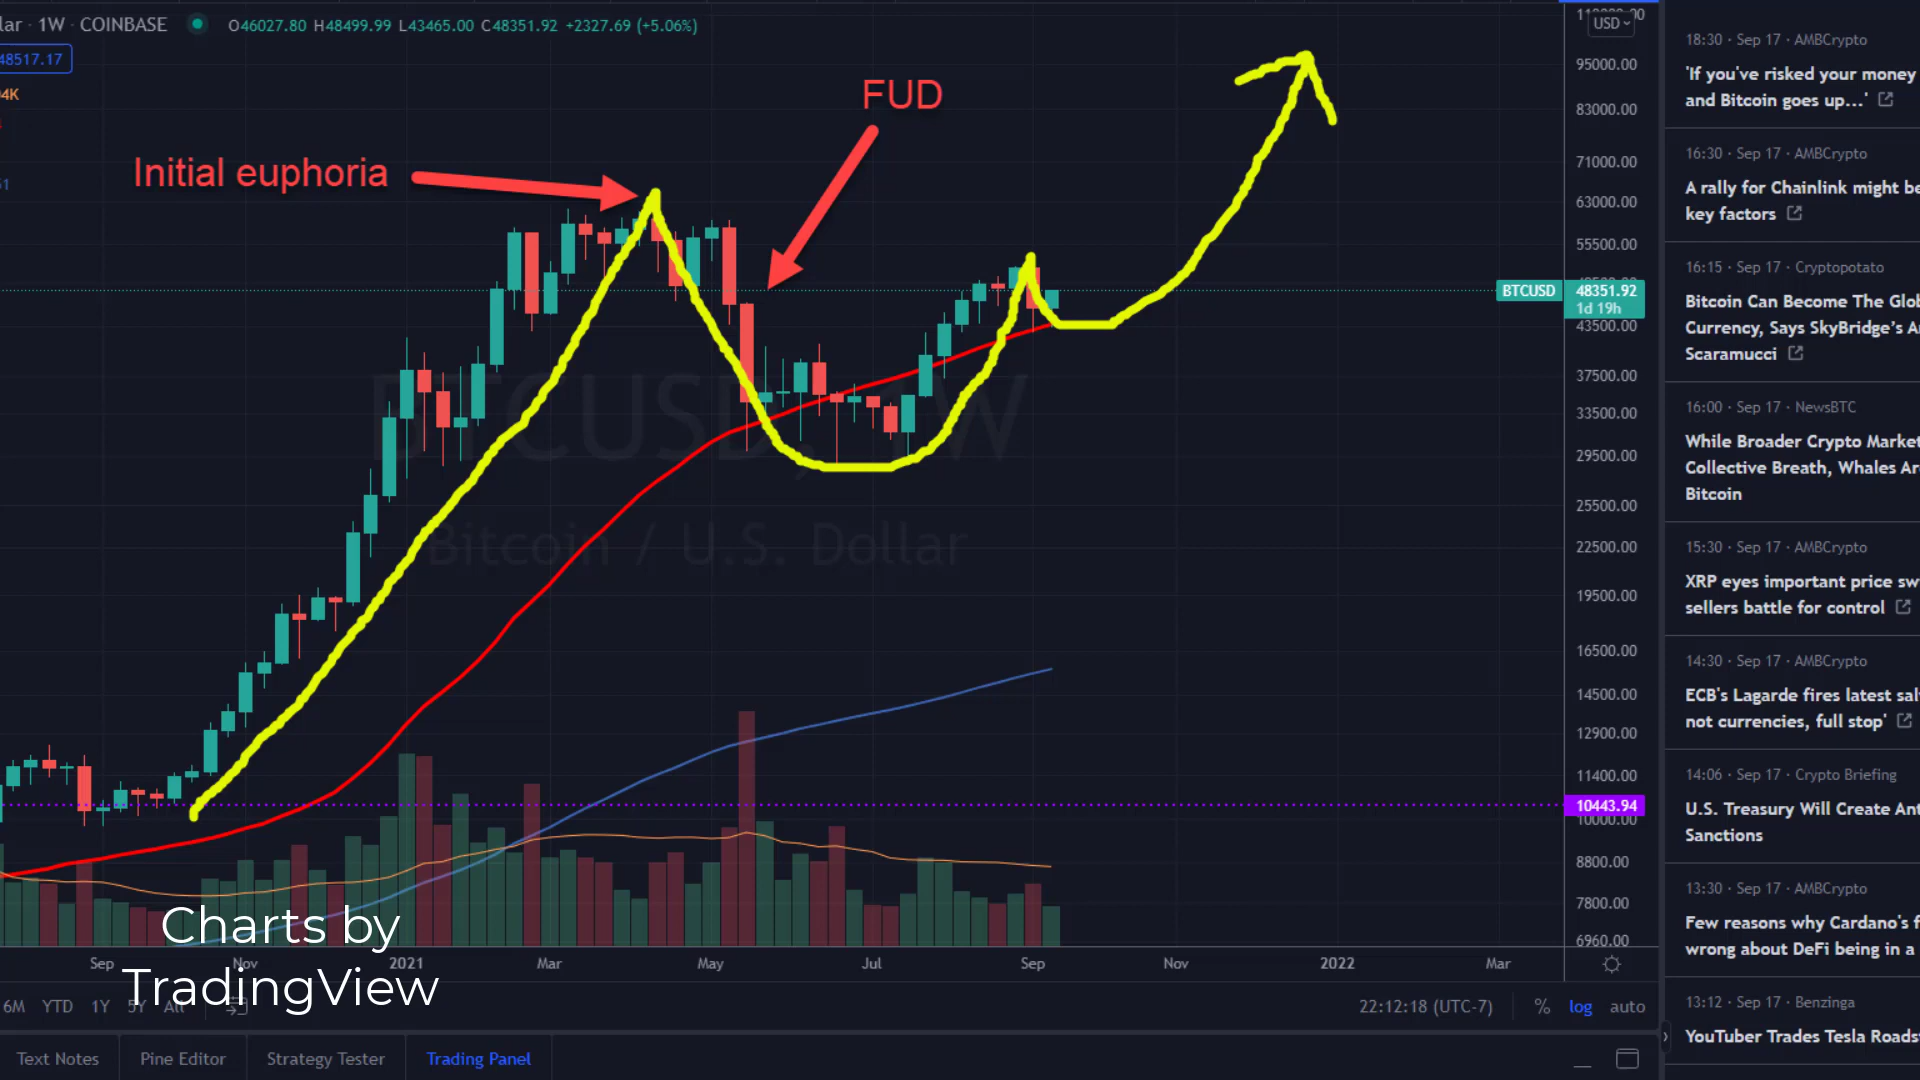 lar · 1W · COINBASE O46027.80 H48499.99 L43465.00 C48351.92 +2327.69 (+5.06%)
48517.17
4K
FUD
Initial euphoria
BTCUSD, 1W
Bitcoin / U.S. Dollar
USD
95000.00
83000.00
71000.00
63000.00
55500.00
BTCUSD 48351.92
1d 19h
43500.00
37500.00
33500.00
29500.00
25500.00
22500.00
19500.00
16500.00
14500.00
12900.00
11400.00
10443.94
10000.00
8800.00
7800.00
6960.00
Charts by
TradingView
Sep Nov 2021 Mar May Jul Sep Nov 2022 Mar
6M YTD 1Y 5Y All
22:12:18 (UTC-7) % log auto
Text Notes Pine Editor Strategy Tester Trading Panel
18:30 · Sep 17 · AMBCrypto
'If you've risked your money
and Bitcoin goes up...'
16:30 · Sep 17 · AMBCrypto
A rally for Chainlink might be
key factors
16:15 · Sep 17 · Cryptopotato
Bitcoin Can Become The Glob
Currency, Says SkyBridge's A
Scaramucci
16:00 · Sep 17 · NewsBTC
While Broader Crypto Market
Collective Breath, Whales Ar
Bitcoin
15:30 · Sep 17 · AMBCrypto
XRP eyes important price sw
sellers battle for control
14:30 · Sep 17 · AMBCrypto
ECB's Lagarde fires latest sal
not currencies, full stop'
14:06 · Sep 17 · Crypto Briefing
U.S. Treasury Will Create Ant
Sanctions
13:30 · Sep 17 · AMBCrypto
Few reasons why Cardano's f
wrong about DeFi being in a
13:12 · Sep 17 · Benzinga
YouTuber Trades Tesla Roads